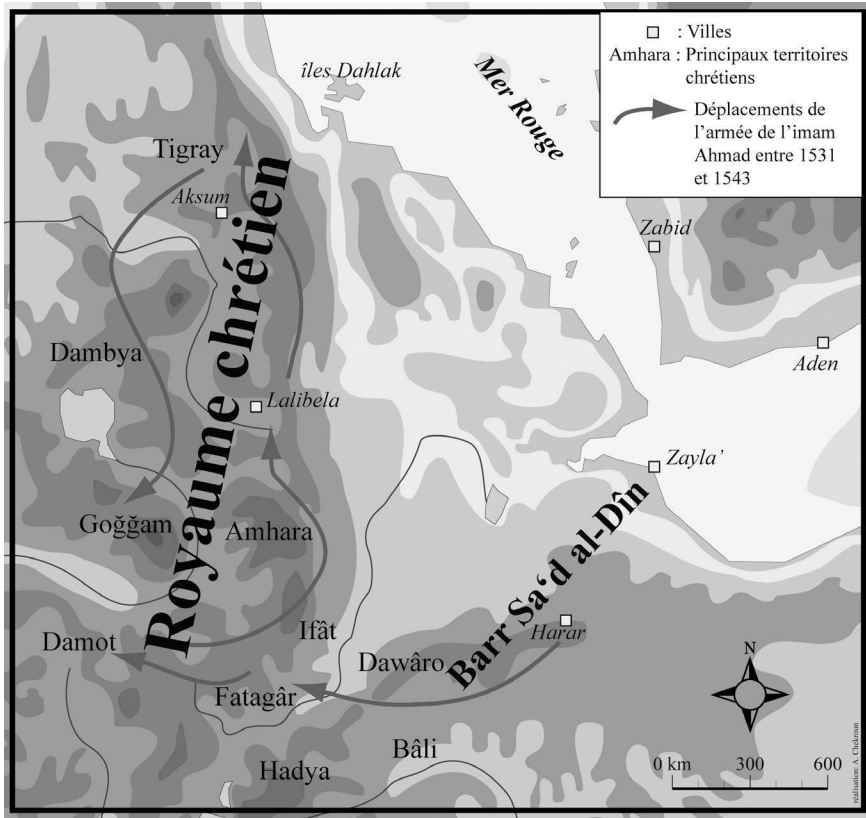 : Villes
Amhara : Principaux territoires
chrétiens
Déplacements de
l'armée de l'imam
Ahmad entre 1531
et 1543
îles Dahlak
Mer Rouge
Tigray
Aksum
Zabid
Royaume chrétien
Dambya
Aden
Lalibela
Zayla'
Goğğam
Amhara
Barr Sa‘d al-Dîn
Damot
Ifât
Harar
Dawâro
Fatagâr
N
Bâli
Hadya
0 km 300 600
réalisation: A. Chekroun